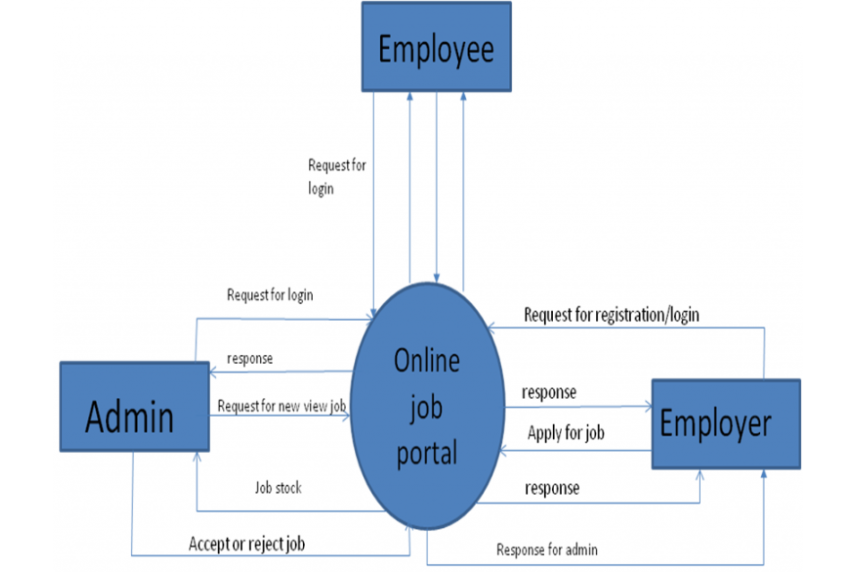 Employee
Request for
login
Request for login
Request for registration/login
response
Online
job
portal
response
Admin
Request for new view job
Employer
Apply for job
Job stock
response
Accept or reject job
Response for admin